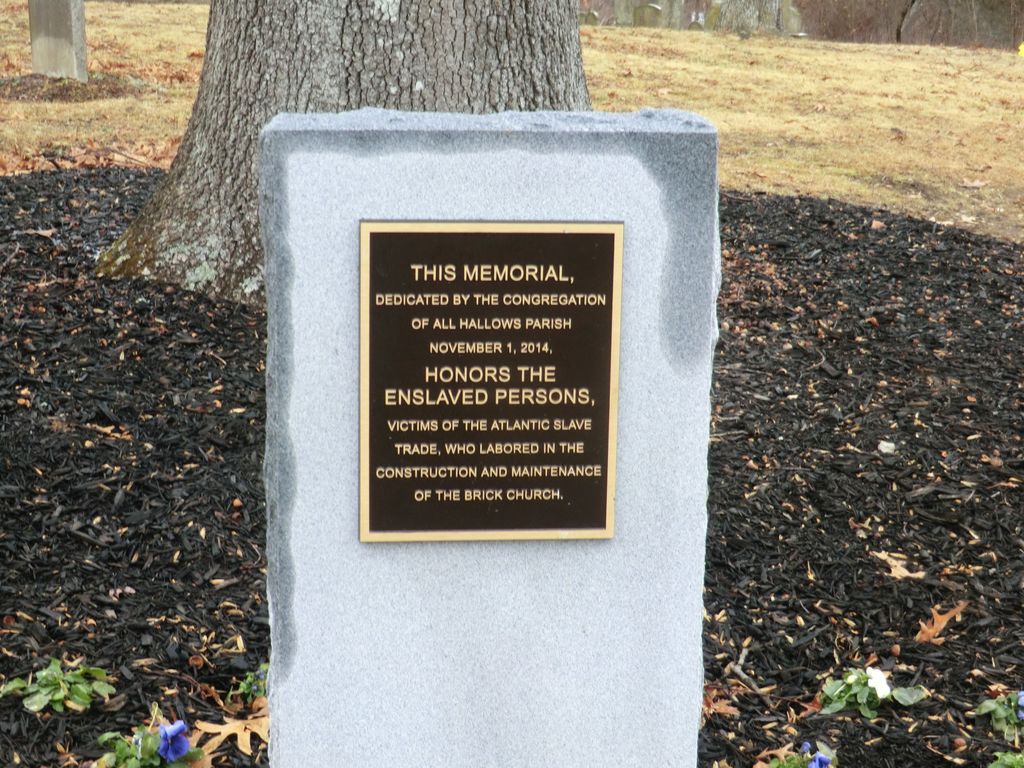 THIS MEMORIAL,
DEDICATED BY THE CONGREGATION
OF ALL HALLOWS PARISH
NOVEMBER 1, 2014,
HONORS THE
ENSLAVED PERSONS,
VICTIMS OF THE ATLANTIC SLAVE
TRADE, WHO LABORED IN THE
CONSTRUCTION AND MAINTENANCE
OF THE BRICK CHURCH.